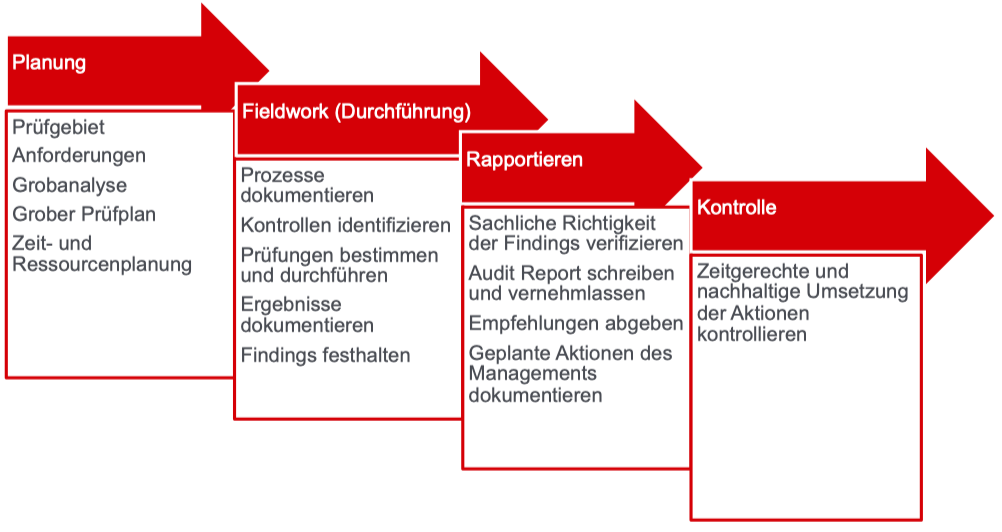 Planung
Prüfgebiet
Anforderungen
Grobanalyse
Grober Prüfplan
Zeit- und
Ressourcenplanung
Fieldwork (Durchführung)
Prozesse
dokumentieren
Kontrollen identifizieren
Prüfungen bestimmen
und durchführen
Ergebnisse
dokumentieren
Findings festhalten
Rapportieren
Sachliche Richtigkeit
der Findings verifizieren
Audit Report schreiben
und vernehmlassen
Empfehlungen abgeben
Geplante Aktionen des
Managements
dokumentieren
Kontrolle
Zeitgerechte und
nachhaltige Umsetzung
der Aktionen
kontrollieren